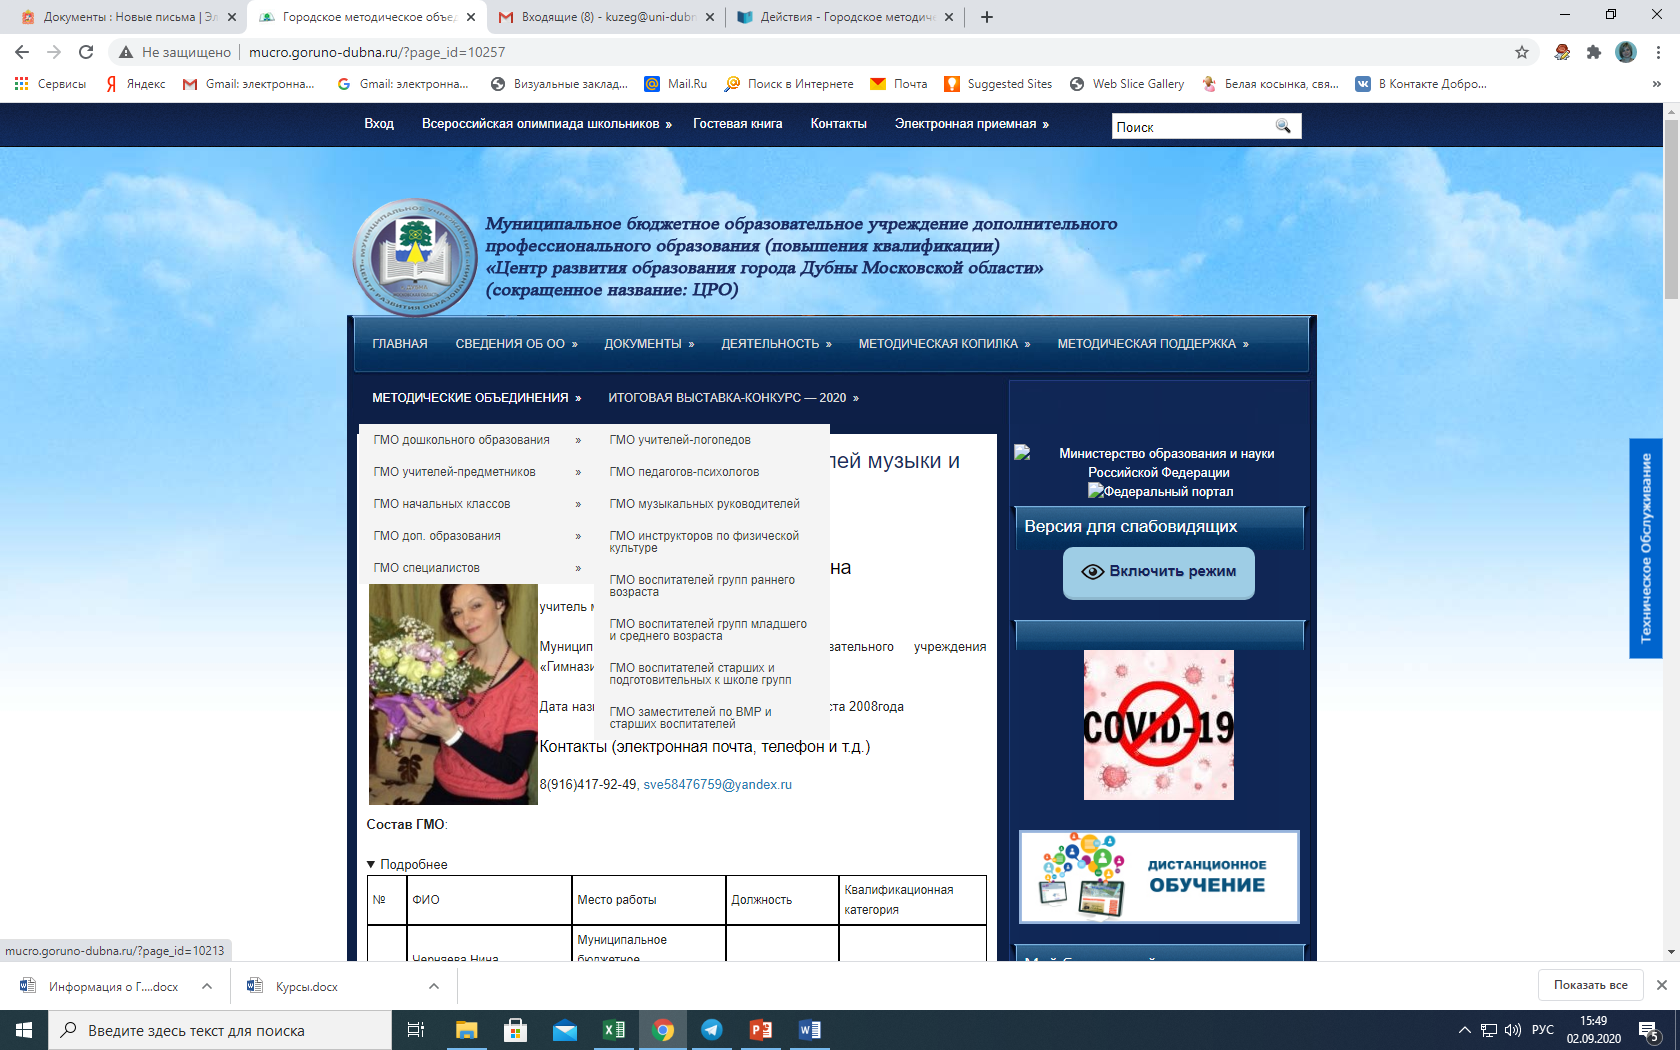 Документы : Новые письма | Эл
Городское методическое объед
Входящие (8) - kuzeg@uni-dubn
Действия - Городское методиче
Не защищено
mucro.goruno-dubna.ru/?page_id=10257
Сервисы
Яндекс
Gmail: электронна...
Gmail: электронна...
Визуальные заклад...
Mail.Ru
Поиск в Интернете
Почта
Suggested Sites
Web Slice Gallery
Белая косынка, свя...
В Контакте Добро...
»
Вход
Всероссийская олимпиада школьников »
Гостевая книга
Контакты
Электронная приемная »
Поиск
Муниципальное бюджетное образовательное учреждение дополнительного
профессионального образования (повышения квалификации)
«Центр развития образования города Дубны Московской области»
(сокращенное название: ЦРО)
ГЛАВНАЯ
СВЕДЕНИЯ ОБ ОО »
ДОКУМЕНТЫ »
ДЕЯТЕЛЬНОСТЬ »
МЕТОДИЧЕСКАЯ КОПИЛКА »
МЕТОДИЧЕСКАЯ ПОДДЕРЖКА »
МЕТОДИЧЕСКИЕ ОБЪЕДИНЕНИЯ »
ИТОГОВАЯ ВЫСТАВКА-КОНКУРС — 2020 »
ГМО дошкольного образования »
ГМО учителей-предметников »
ГМО начальных классов »
ГМО доп. образования »
ГМО специалистов »
ГМО учителей-логопедов
ГМО педагогов-психологов
ГМО музыкальных руководителей
ГМО инструкторов по физической
культуре
ГМО воспитателей групп раннего
возраста
ГМО воспитателей групп младшего
и среднего возраста
ГМО воспитателей старших и
подготовительных к школе групп
ГМО заместителей по ВМР и
старших воспитателей
лей музыки и
на
учитель м
Муницип
вательного учреждения
«Гимнази
Дата назн
ста 2008года
Контакты (электронная почта, телефон и т.д.)
8(916)417-92-49, sve58476759@yandex.ru
Состав ГМО:
▼ Подробнее
№
ФИО
Место работы
Должность
Квалификационная
категория
Черняева Нина
Муниципальное
бюджетное
Министерство образования и науки
Российской Федерации
Федеральный портал
Версия для слабовидящих
Включить режим
COVID-19
ДИСТАНЦИОННОЕ
ОБУЧЕНИЕ
Техническое Обслуживание
mucro.goruno-dubna.ru/?page_id=10213
Информация о Г....docx
Курсы.docx
Показать все
Введите здесь текст для поиска
РУС
15:49
02.09.2020
5